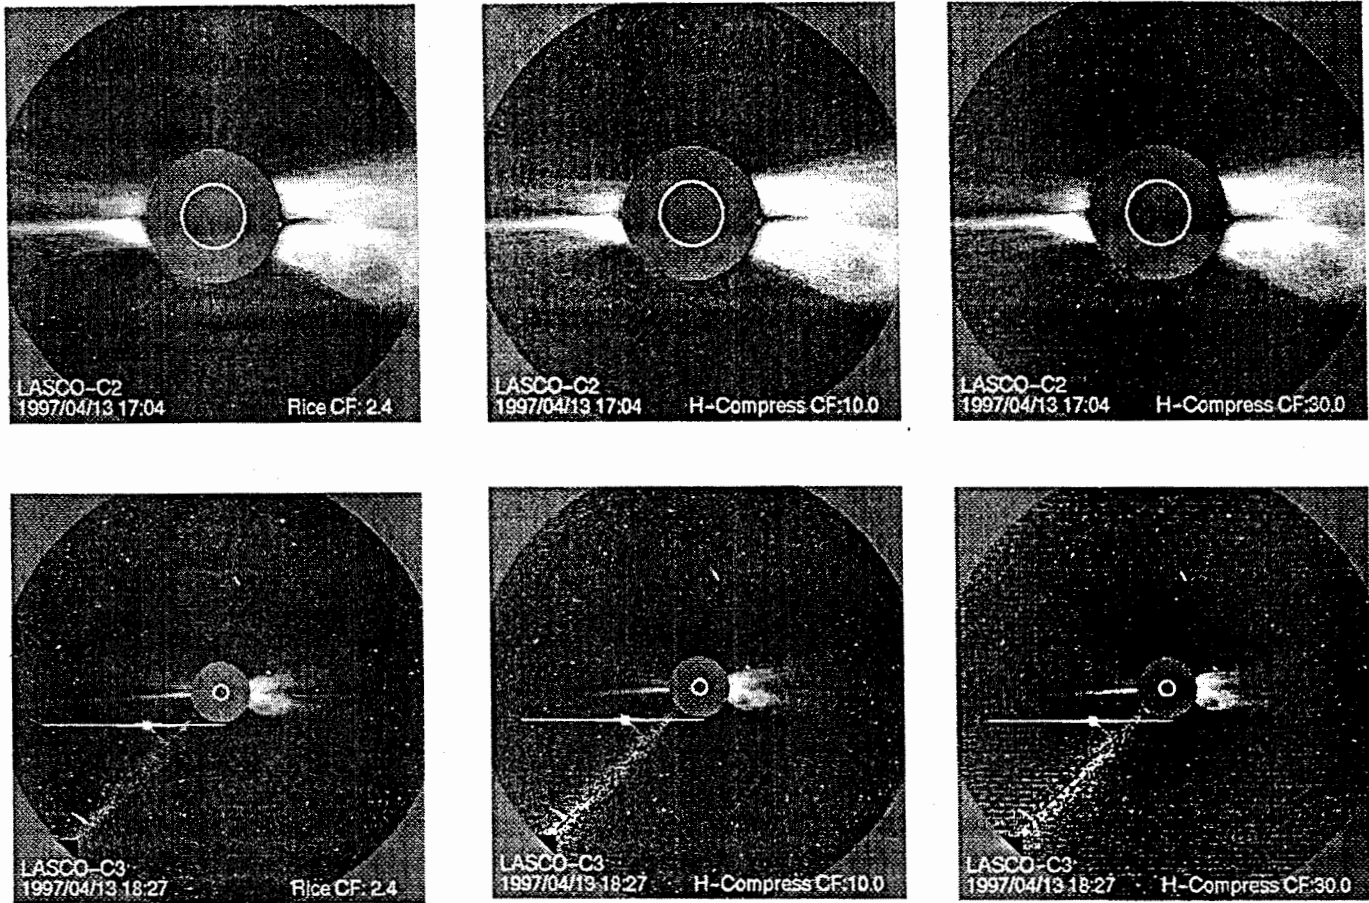 LASCO-C2
1997/04/13 17:04 Rice CF: 2.4
LASCO-C2
1997/04/13 17:04 H-Compress CF:10.0
LASCO-C2
1997/04/13 17:04 H-Compress CF:30.0
LASCO-C3
1997/04/13 18:27 Rice CF: 2.4
LASCO-C3
1997/04/13 18:27 H-Compress CF:10.0
LASCO-C3
1997/04/13 18:27 H-Compress CF:30.0